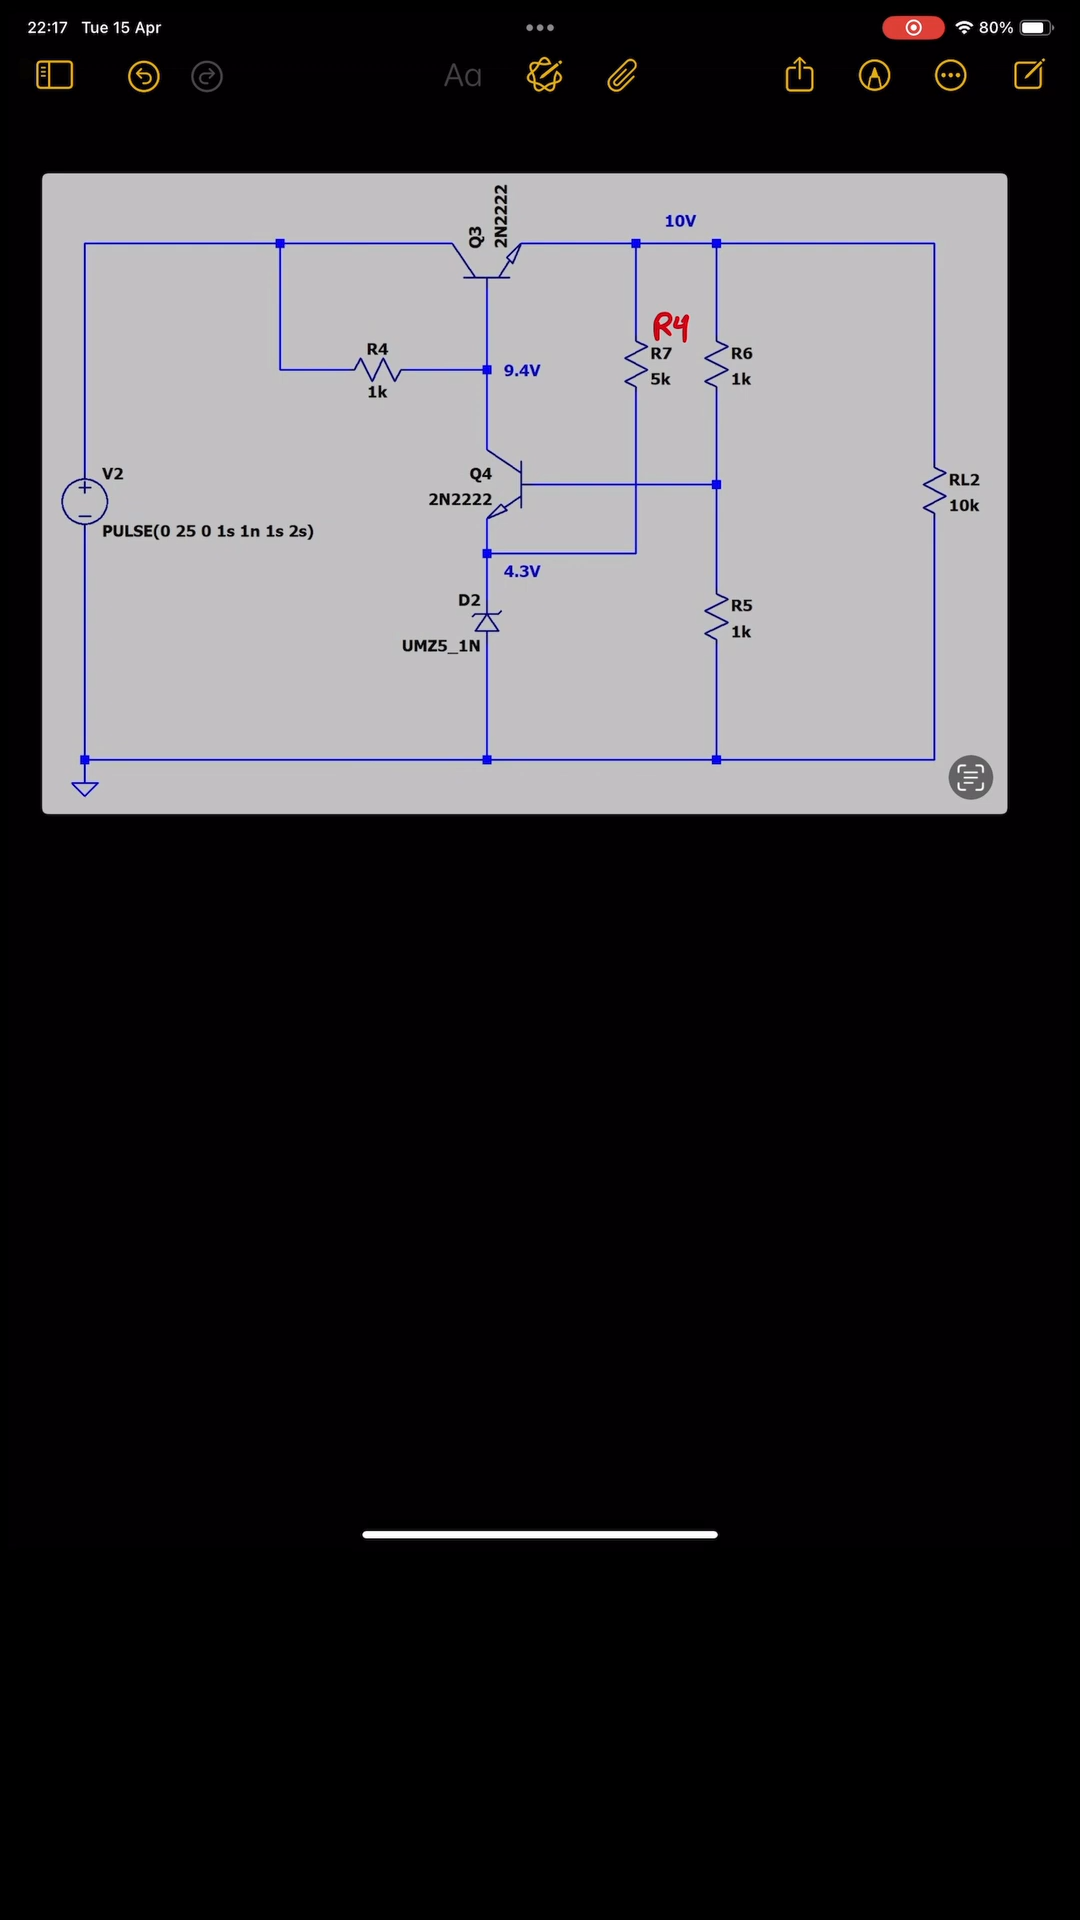 22:17 Tue 15 Apr
80%
Aa
Q3
2N2222
10V
R4
R4
1k
9.4V
R7
5k
R6
1k
V2
PULSE(0 25 0 1s 1n 1s 2s)
Q4
2N2222
RL2
10k
4.3V
D2
UMZ5_1N
R5
1k